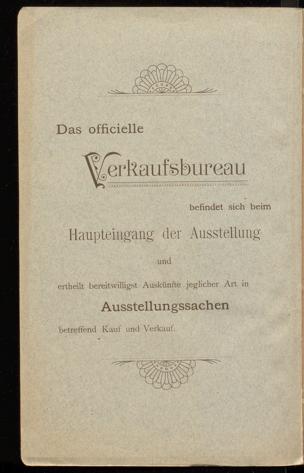 Das officielle
Verkaufsbureau
befindet sich beim
Haupteingang der Ausstellung
und
ertheilt bereitwilligst Auskünfte jeglicher Art in
Ausstellungssachen
betreffend Kauf und Verkauf.